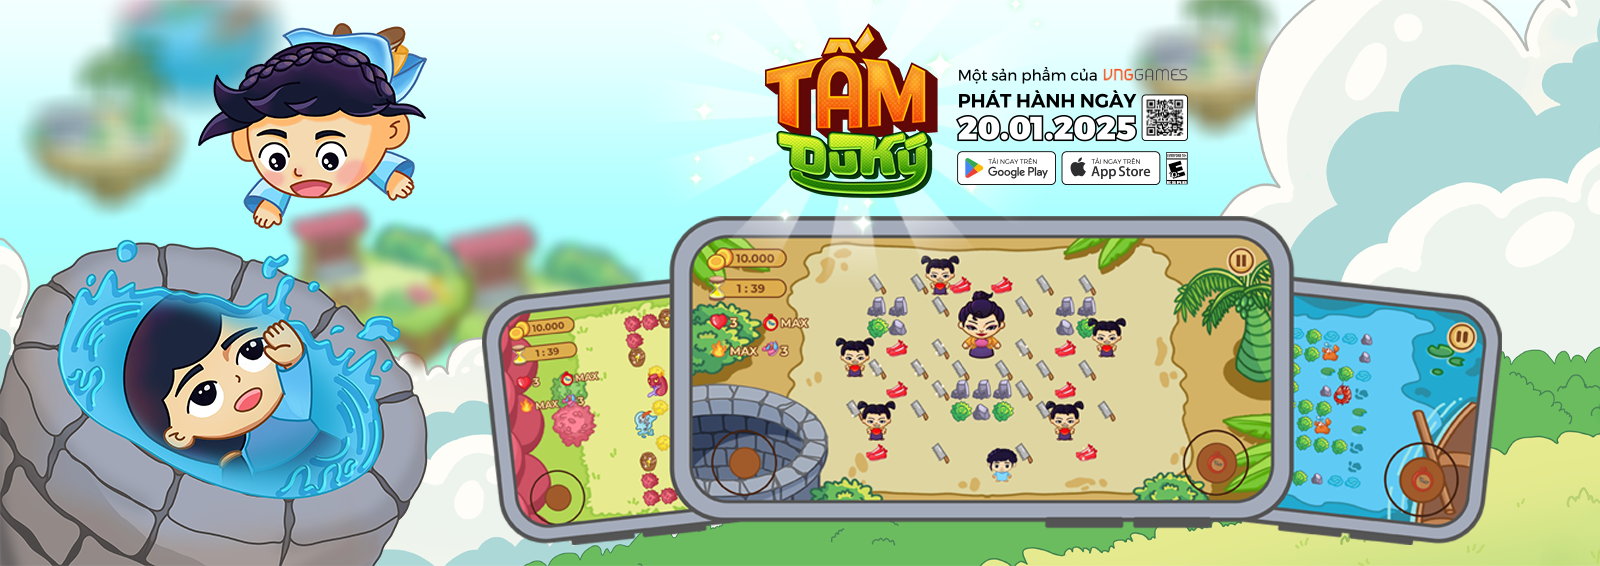 TẤM
DU KÝ
Một sản phẩm của VNGGAMES
PHÁT HÀNH NGÀY
20.01.2025
TẢI NGAY TRÊN
Google Play
TẢI NGAY TRÊN
App Store
10.000
1:39
3
MAX
MAX
3
10.000
1:39
3
MAX
MAX
3